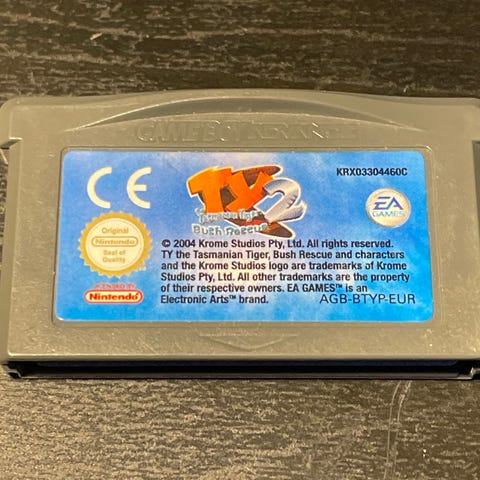 GAME BOY ADVANCE
CE
KRX03304460C
TY 2
Bush Rescue
EA
GAMES
Original
Nintendo
Seal of
Quality
© 2004 Krome Studios Pty, Ltd. All rights reserved.
TY the Tasmanian Tiger, Bush Rescue and characters
and the Krome Studios logo are trademarks of Krome
Studios Pty, Ltd. All other trademarks are the property
of their respective owners. EA GAMES™ is an
Electronic Arts™ brand.
POWERED BY
Nintendo
AGB-BTYP-EUR